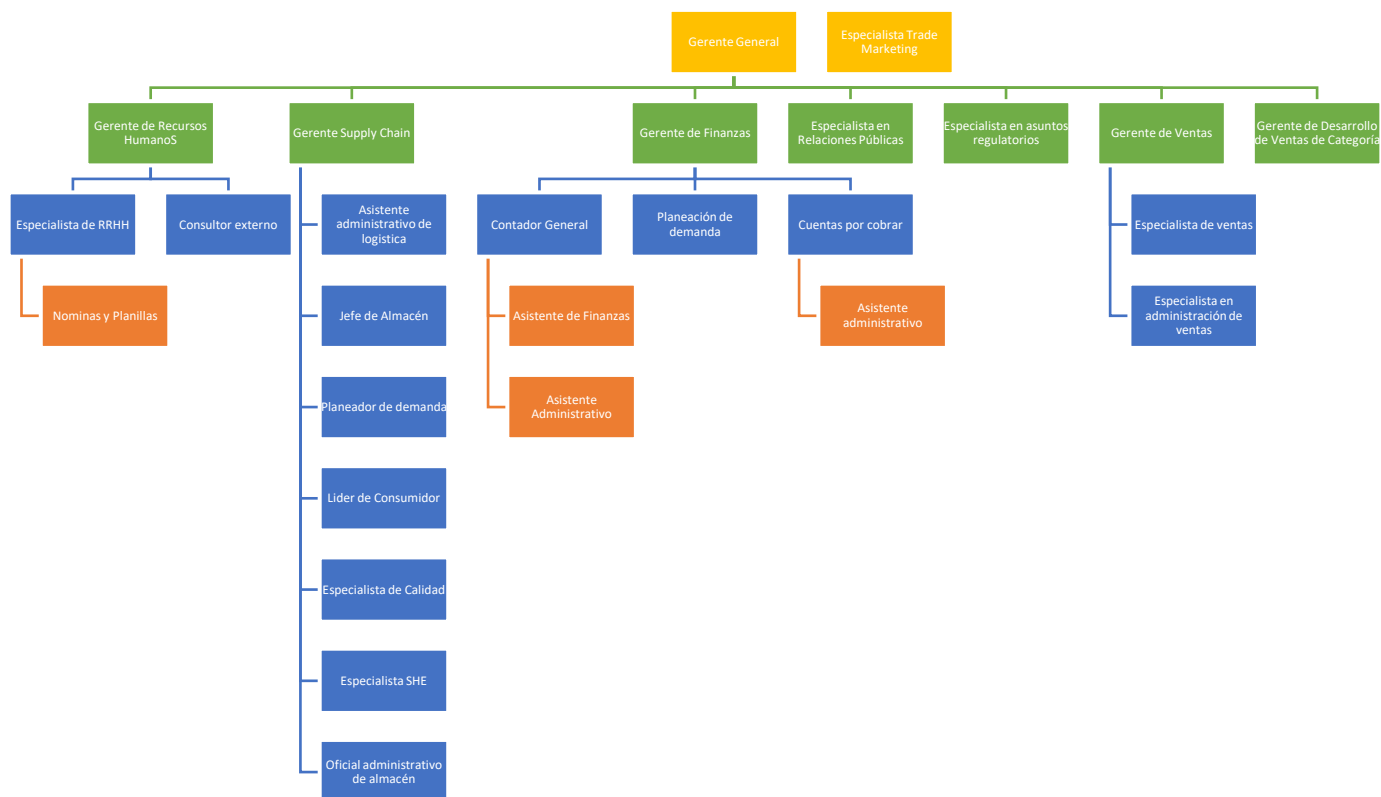 Gerente General
Especialista Trade
Marketing
Gerente de Recursos
HumanoS
Gerente Supply Chain
Gerente de Finanzas
Especialista en
Relaciones Públicas
Especialista en asuntos
regulatorios
Gerente de Ventas
Gerente de Desarrollo
de Ventas de Categoría
Especialista de RRHH
Consultor externo
Asistente
administrativo de
logistica
Contador General
Planeación de
demanda
Cuentas por cobrar
Especialista de ventas
Nominas y Planillas
Jefe de Almacén
Asistente de Finanzas
Asistente
administrativo
Especialista en
administración de
ventas
Planeador de demanda
Asistente
Administrativo
Lider de Consumidor
Especialista de Calidad
Especialista SHE
Oficial administrativo
de almacén